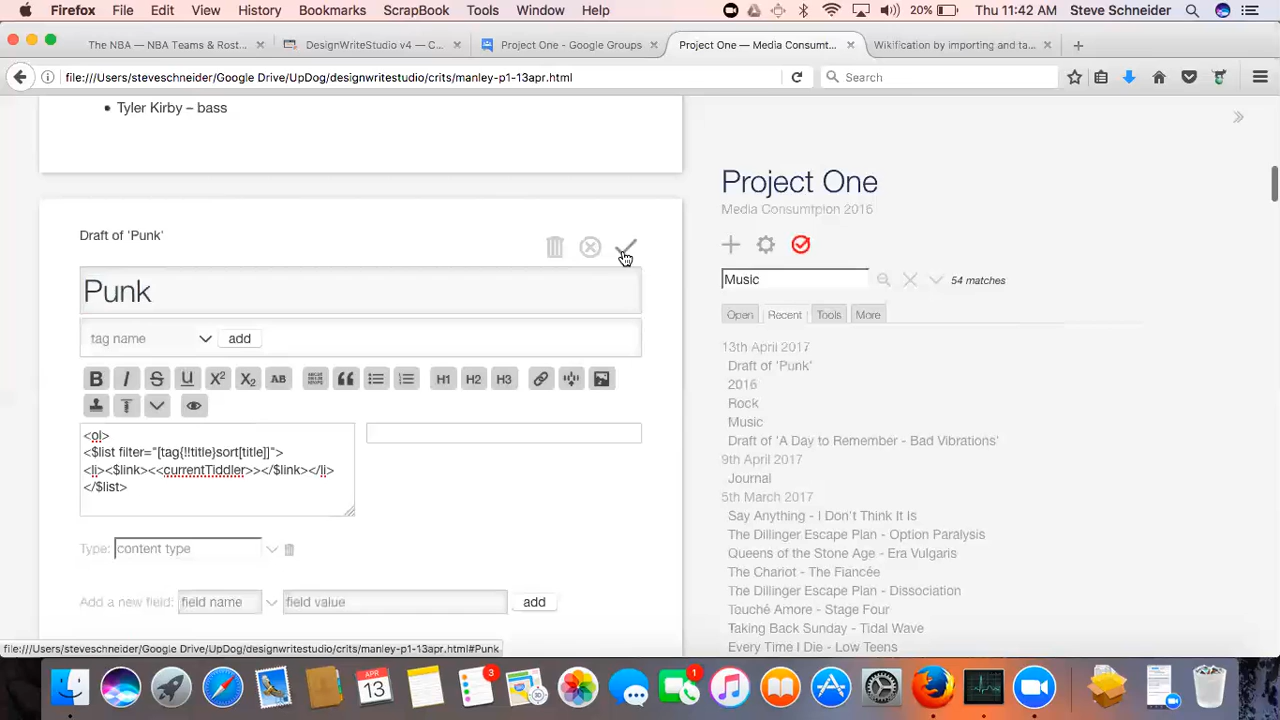 Firefox File Edit View History Bookmarks ScrapBook Tools Window Help 20% Thu 11:42 AM Steve Schneider
The NBA — NBA Teams & Rost... DesignWriteStudio v4 — C... Project One - Google Groups Project One — Media Consumt... Wikification by importing and ta...
file:///Users/steveschneider/Google Drive/UpDog/designwritestudio/crits/manley-p1-13apr.html Search
Tyler Kirby – bass
Draft of 'Punk'
Punk
tag name add
B I S U X² X₂ AB H1 H2 H3
<ol>
<$list filter="[tag{!!title}sort[title]]">
<li><$link><<currentTiddler>></$link></li>
</$list>
Type: content type
Add a new field: field name field value add
file:///Users/steveschneider/Google Drive/UpDog/designwritestudio/crits/manley-p1-13apr.html#Punk
Project One
Media Consumtpion 2016
Music 54 matches
Open Recent Tools More
13th April 2017
Draft of 'Punk'
2016
Rock
Music
Draft of 'A Day to Remember - Bad Vibrations'
9th April 2017
Journal
5th March 2017
Say Anything - I Don't Think It Is
The Dillinger Escape Plan - Option Paralysis
Queens of the Stone Age - Era Vulgaris
The Chariot - The Fiancée
The Dillinger Escape Plan - Dissociation
Touché Amore - Stage Four
Taking Back Sunday - Tidal Wave
Every Time I Die - Low Teens
APR
13
3
1